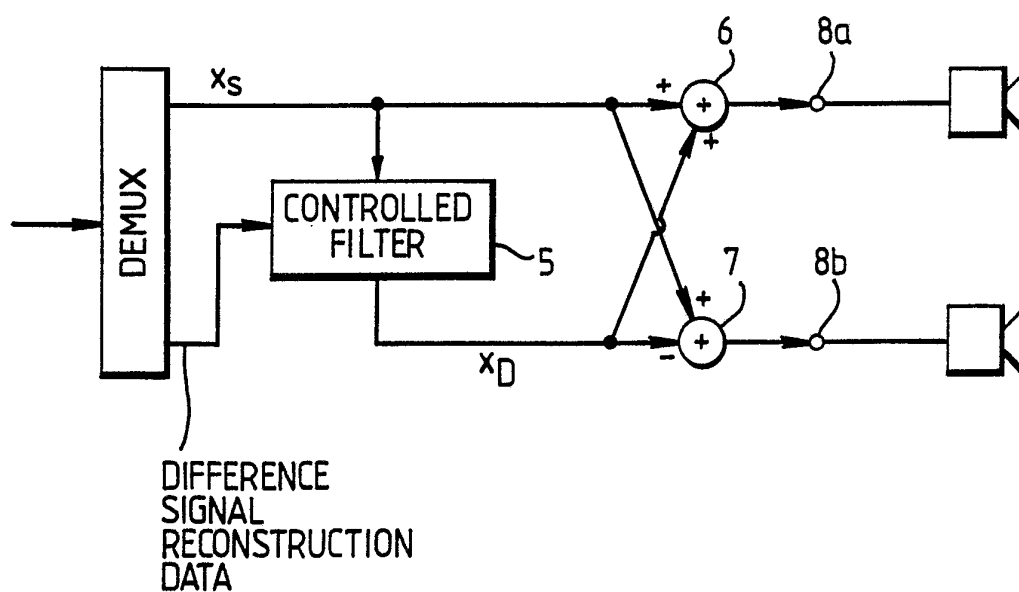 6
8a
xS
+
+
+
DEMUX
CONTROLLED
FILTER
5
7
8b
+
+
-
xD
DIFFERENCE
SIGNAL
RECONSTRUCTION
DATA